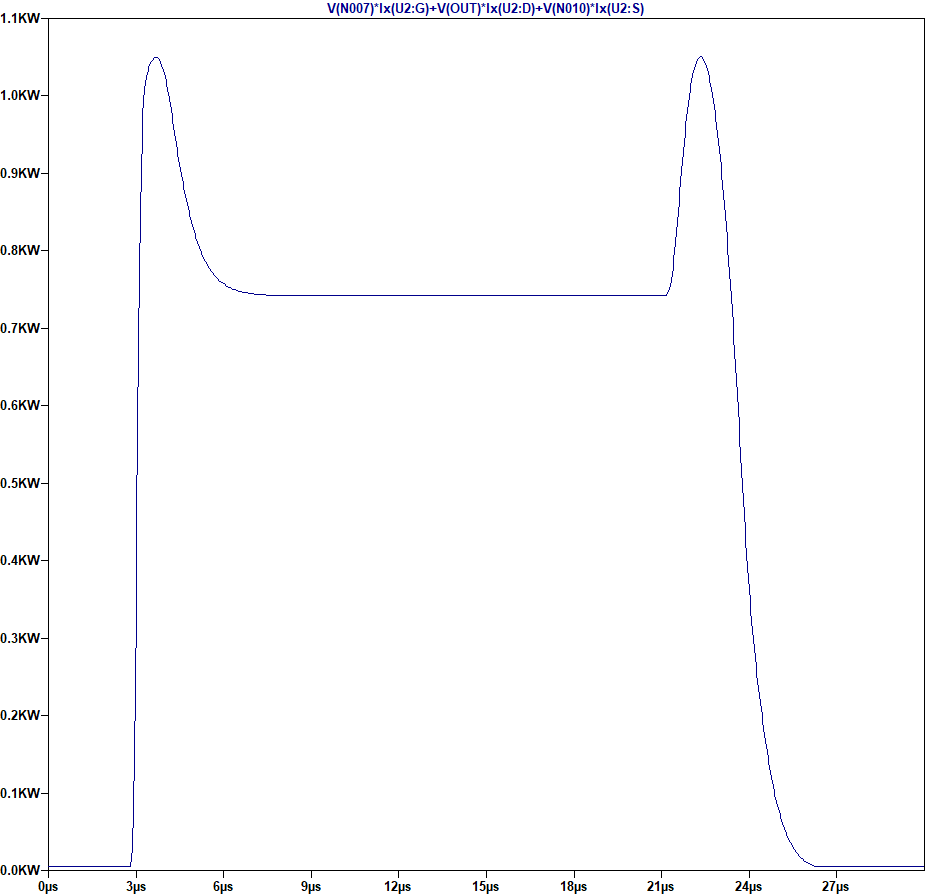 V(N007)*Ix(U2:G)+V(OUT)*Ix(U2:D)+V(N010)*Ix(U2:S)
1.1KW
1.0KW
0.9KW
0.8KW
0.7KW
0.6KW
0.5KW
0.4KW
0.3KW
0.2KW
0.1KW
0.0KW
0µs 3µs 6µs 9µs 12µs 15µs 18µs 21µs 24µs 27µs